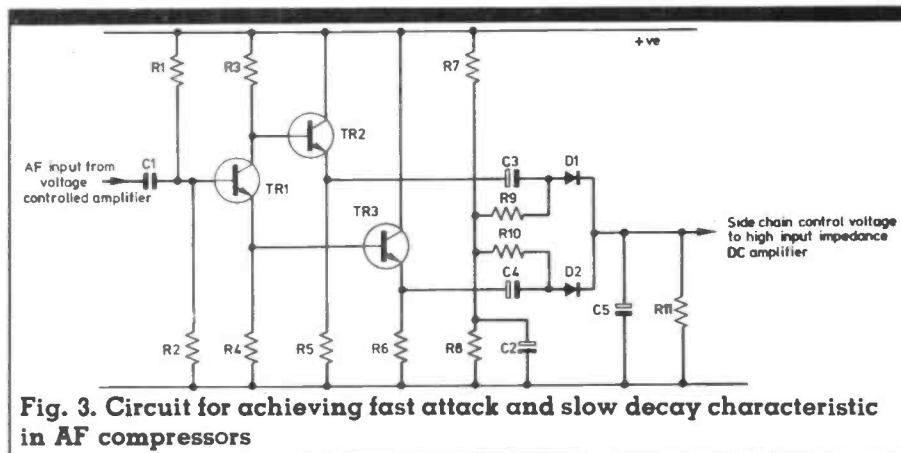 +ve
R1
R3
R7
TR2
AF input from
voltage
controlled amplifier
C1
TR1
C3
D1
R9
TR3
R10
Side chain control voltage
to high input impedance
DC amplifier
C4
D2
C5
R11
R2
R4
R5
R6
R8
C2
Fig. 3. Circuit for achieving fast attack and slow decay characteristic
in AF compressors